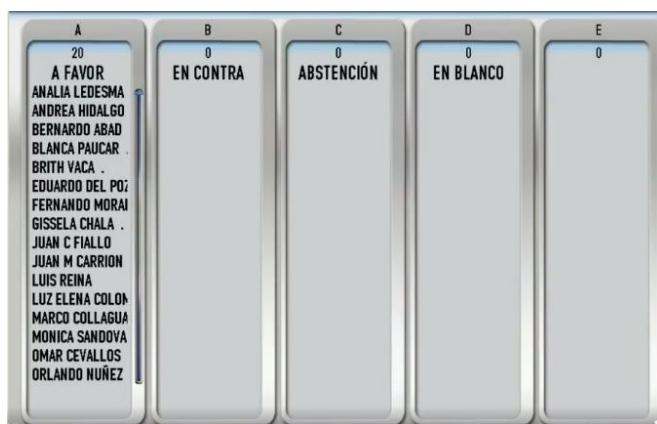 A B C D E
20 0 0 0 0
A FAVOR EN CONTRA ABSTENCIÓN EN BLANCO
ANALIA LEDESMA
ANDREA HIDALGO
BERNARDO ABAD
BLANCA PAUCAR .
BRITH VACA .
EDUARDO DEL POZ
FERNANDO MORAI
GISSELA CHALA .
JUAN C FIALLO
JUAN M CARRION
LUIS REINA
LUZ ELENA COLON
MARCO COLLAGUA
MONICA SANDOVA
OMAR CEVALLOS
ORLANDO NUÑEZ